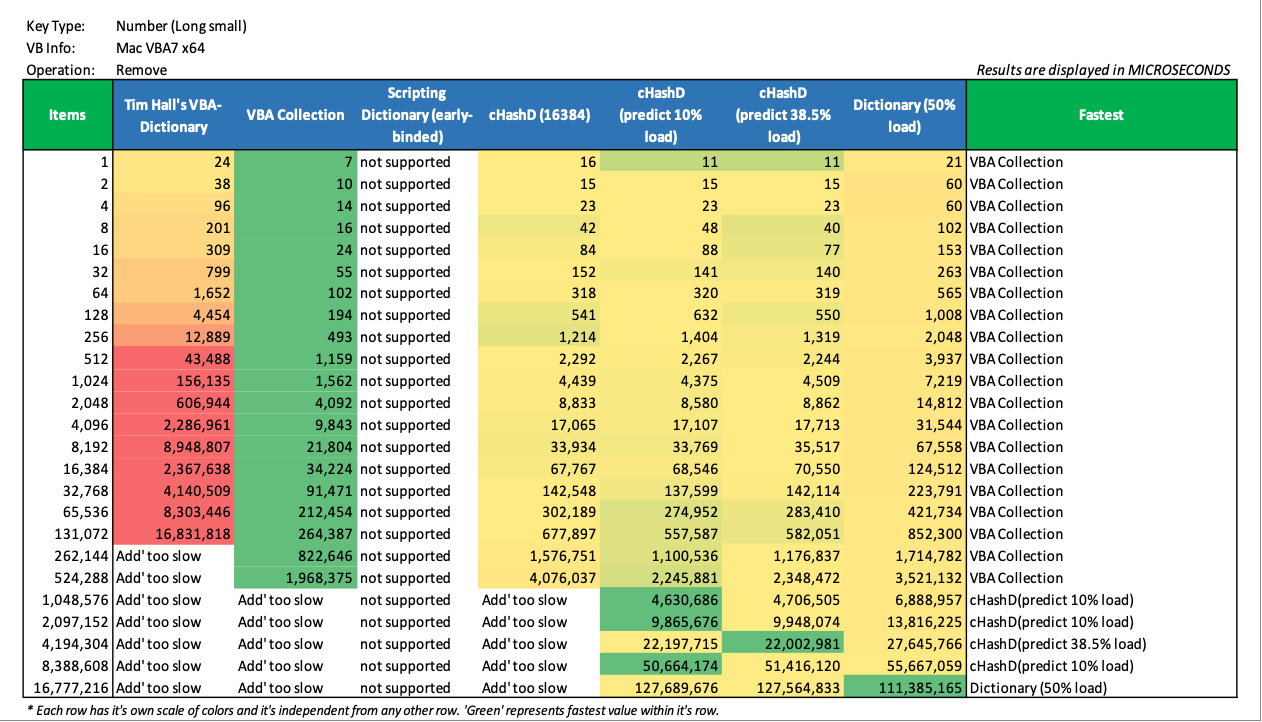 Key Type: Number (Long small)
VB Info: Mac VBA7 x64
Operation: Remove Results are displayed in MICROSECONDS
Items Tim Hall's VBA-Dictionary VBA Collection Scripting Dictionary (early-binded) cHashD (16384) cHashD (predict 10% load) cHashD (predict 38.5% load) Dictionary (50% load) Fastest
1 24 7 not supported 16 11 11 21 VBA Collection
2 38 10 not supported 15 15 15 60 VBA Collection
4 96 14 not supported 23 23 23 60 VBA Collection
8 201 16 not supported 42 48 40 102 VBA Collection
16 309 24 not supported 84 88 77 153 VBA Collection
32 799 55 not supported 152 141 140 263 VBA Collection
64 1,652 102 not supported 318 320 319 565 VBA Collection
128 4,454 194 not supported 541 632 550 1,008 VBA Collection
256 12,889 493 not supported 1,214 1,404 1,319 2,048 VBA Collection
512 43,488 1,159 not supported 2,292 2,267 2,244 3,937 VBA Collection
1,024 156,135 1,562 not supported 4,439 4,375 4,509 7,219 VBA Collection
2,048 606,944 4,092 not supported 8,833 8,580 8,862 14,812 VBA Collection
4,096 2,286,961 9,843 not supported 17,065 17,107 17,713 31,544 VBA Collection
8,192 8,948,807 21,804 not supported 33,934 33,769 35,517 67,558 VBA Collection
16,384 2,367,638 34,224 not supported 67,767 68,546 70,550 124,512 VBA Collection
32,768 4,140,509 91,471 not supported 142,548 137,599 142,114 223,791 VBA Collection
65,536 8,303,446 212,454 not supported 302,189 274,952 283,410 421,734 VBA Collection
131,072 16,831,818 264,387 not supported 677,897 557,587 582,051 852,300 VBA Collection
262,144 Add' too slow 822,646 not supported 1,576,751 1,100,536 1,176,837 1,714,782 VBA Collection
524,288 Add' too slow 1,968,375 not supported 4,076,037 2,245,881 2,348,472 3,521,132 VBA Collection
1,048,576 Add' too slow Add' too slow not supported Add' too slow 4,630,686 4,706,505 6,888,957 cHashD(predict 10% load)
2,097,152 Add' too slow Add' too slow not supported Add' too slow 9,865,676 9,948,074 13,816,225 cHashD(predict 10% load)
4,194,304 Add' too slow Add' too slow not supported Add' too slow 22,197,715 22,002,981 27,645,766 cHashD(predict 38.5% load)
8,388,608 Add' too slow Add' too slow not supported Add' too slow 50,664,174 51,416,120 55,667,059 cHashD(predict 10% load)
16,777,216 Add' too slow Add' too slow not supported Add' too slow 127,689,676 127,564,833 111,385,165 Dictionary (50% load)
* Each row has it's own scale of colors and it's independent from any other row. 'Green' represents fastest value within it's row.